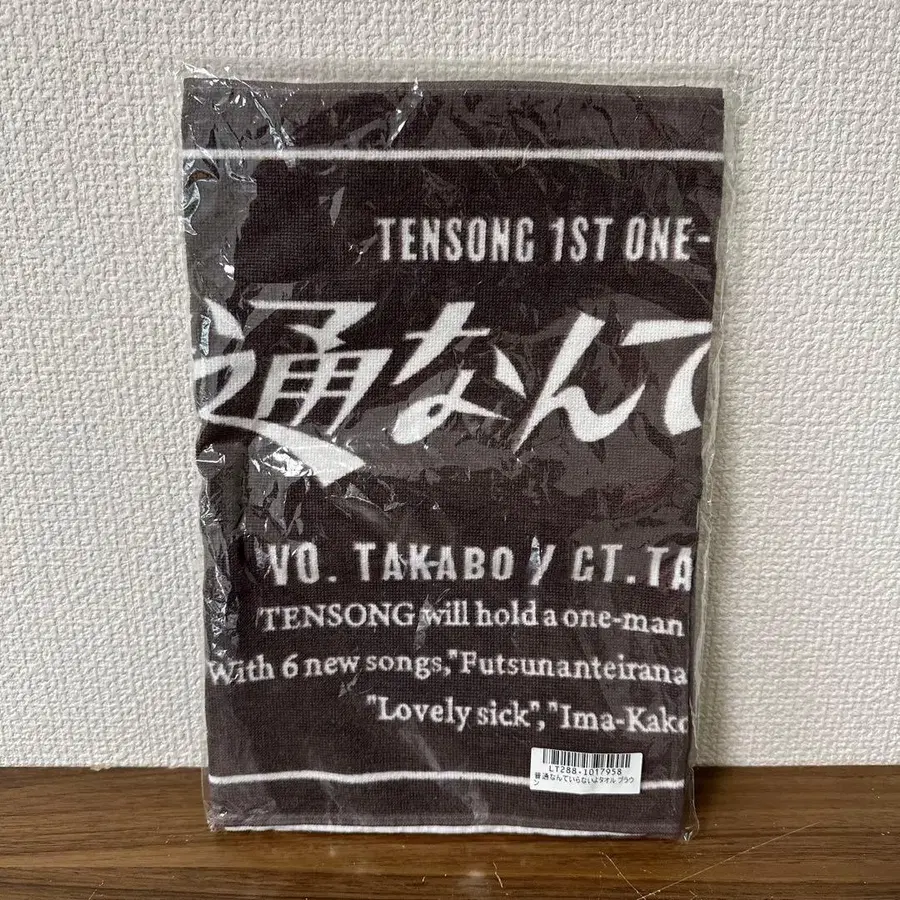 TENSONG 1ST ONE-
通なんて
VO. TAKABO / GT.TA
TENSONG will hold a one-man
With 6 new songs,"Futsunanteirana
"Lovely sick","Ima-Kako
LT288-1017958
普通なんていらないよタオル ブラウ
ン